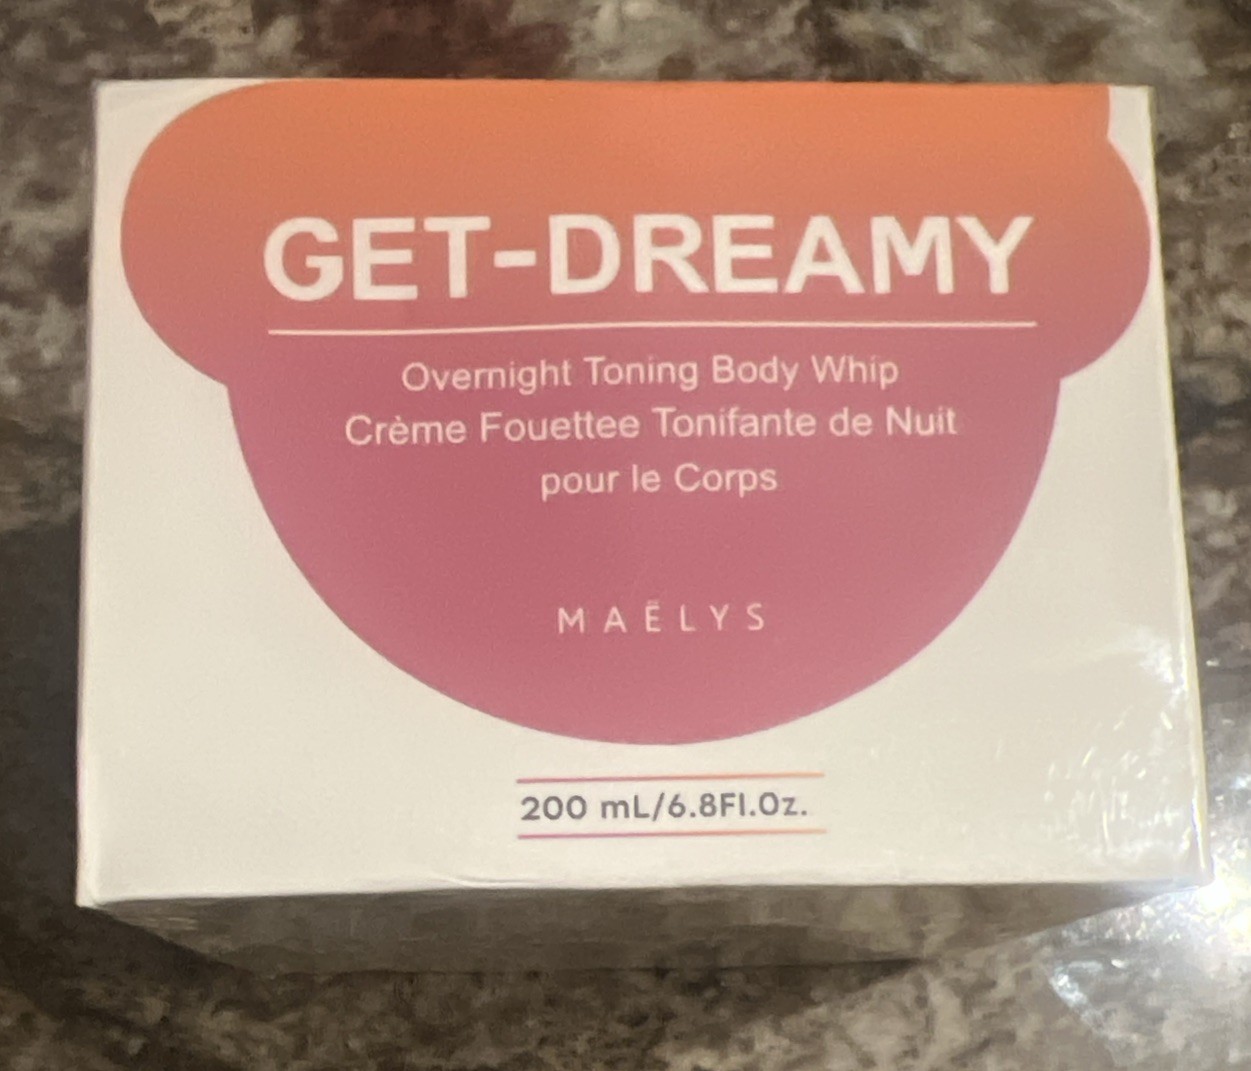 GET-DREAMY
Overnight Toning Body Whip
Crème Fouettee Tonifante de Nuit
pour le Corps
MAËLYS
200 mL/6.8Fl.Oz.